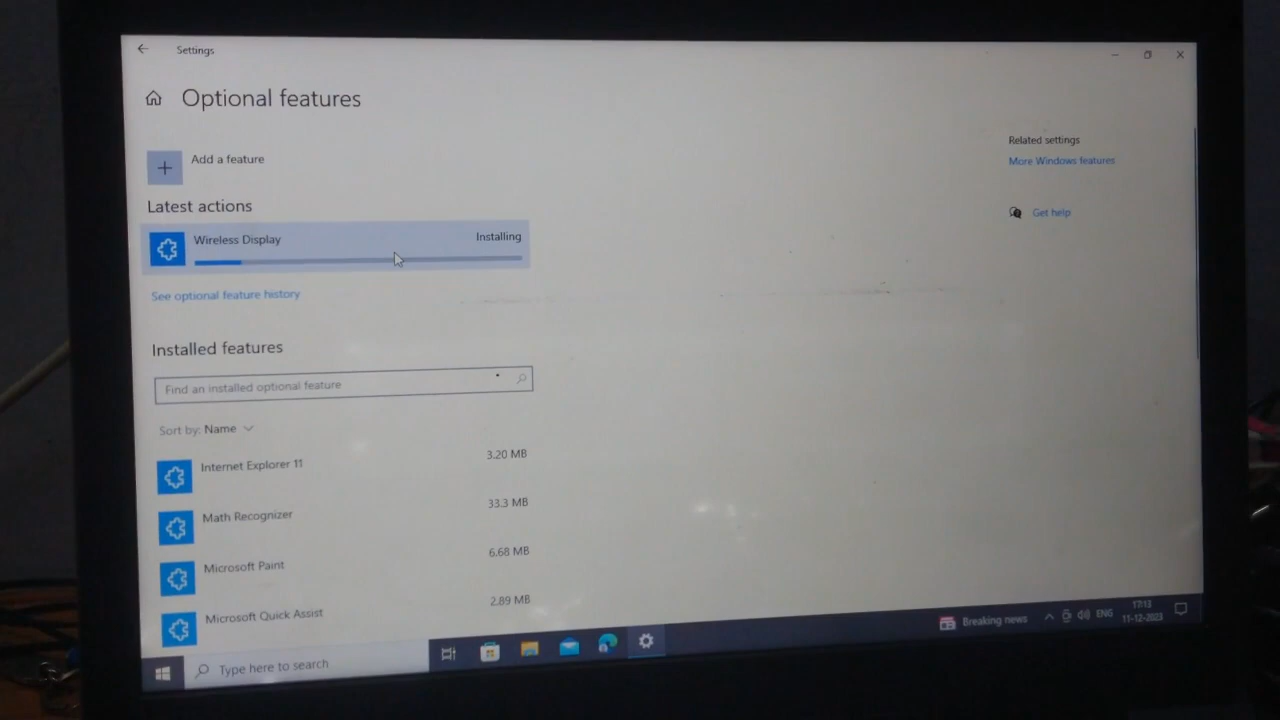 Settings
Optional features
Add a feature
Latest actions
Wireless Display Installing
See optional feature history
Installed features
Find an installed optional feature
Sort by: Name
Internet Explorer 11 3.20 MB
Math Recognizer 33.3 MB
Microsoft Paint 6.68 MB
Microsoft Quick Assist 2.89 MB
Related settings
More Windows features
Get help
Type here to search
Breaking news
ENG
17:13
11-12-2023